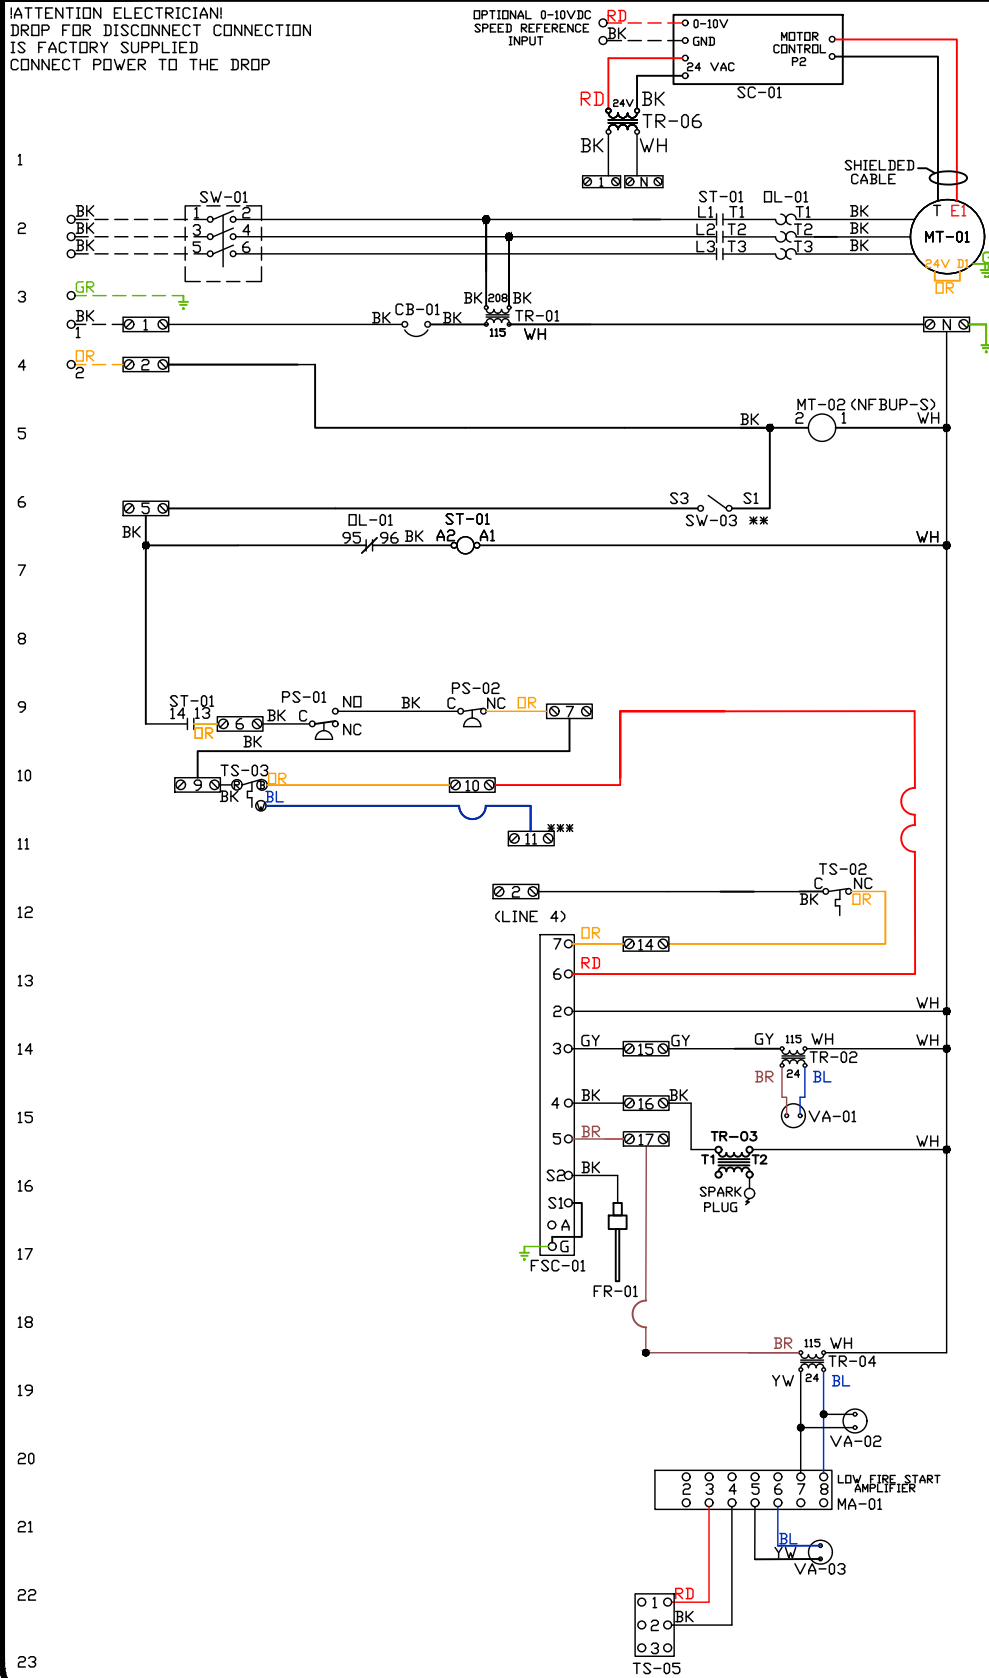 !ATTENTION ELECTRICIAN!
DROP FOR DISCONNECT CONNECTION
IS FACTORY SUPPLIED
CONNECT POWER TO THE DROP
OPTIONAL 0-10VDC
SPEED REFERENCE
INPUT
RD
BK
0-10V
GND
24 VAC
MOTOR
CONTROL
P2
SC-01
RD
24V
BK
TR-06
BK
WH
1
N
1
SHIELDED
CABLE
SW-01
ST-01
OL-01
T
E1
2
BK
1
2
L1
T1
T1
BK
BK
3
4
L2
T2
T2
BK
MT-01
BK
5
6
L3
T3
T3
BK
24V D1
GR
OR
3
GR
BK
208
BK
BK
1
1
BK
CB-01
BK
TR-01
115
WH
N
4
OR
2
2
MT-02 (NFBUP-S)
5
BK
2
1
WH
6
5
S3
S1
SW-03
**
BK
OL-01
ST-01
95
96
BK
A2
A1
WH
7
8
9
ST-01
14
13
OR
6
BK
PS-01
C
NO
NC
BK
PS-02
C
NC
OR
7
BK
10
TS-03
9
BK
R
B
W
OR
BL
10
11
11
***
TS-02
2
C
NC
BK
OR
12
(LINE 4)
7
OR
14
13
6
RD
2
WH
14
3
GY
15
GY
GY
115
WH
WH
TR-02
BR
24
BL
15
4
BK
16
BK
VA-01
5
BR
17
TR-03
WH
T1
T2
16
S2
BK
SPARK
PLUG
S1
A
17
G
FSC-01
FR-01
18
BR
115
WH
TR-04
19
YW
24
BL
VA-02
20
2
3
4
5
6
7
8
LOW FIRE START
AMPLIFIER
MA-01
21
BL
YW
VA-03
22
RD
1
2
BK
3
23
TS-05